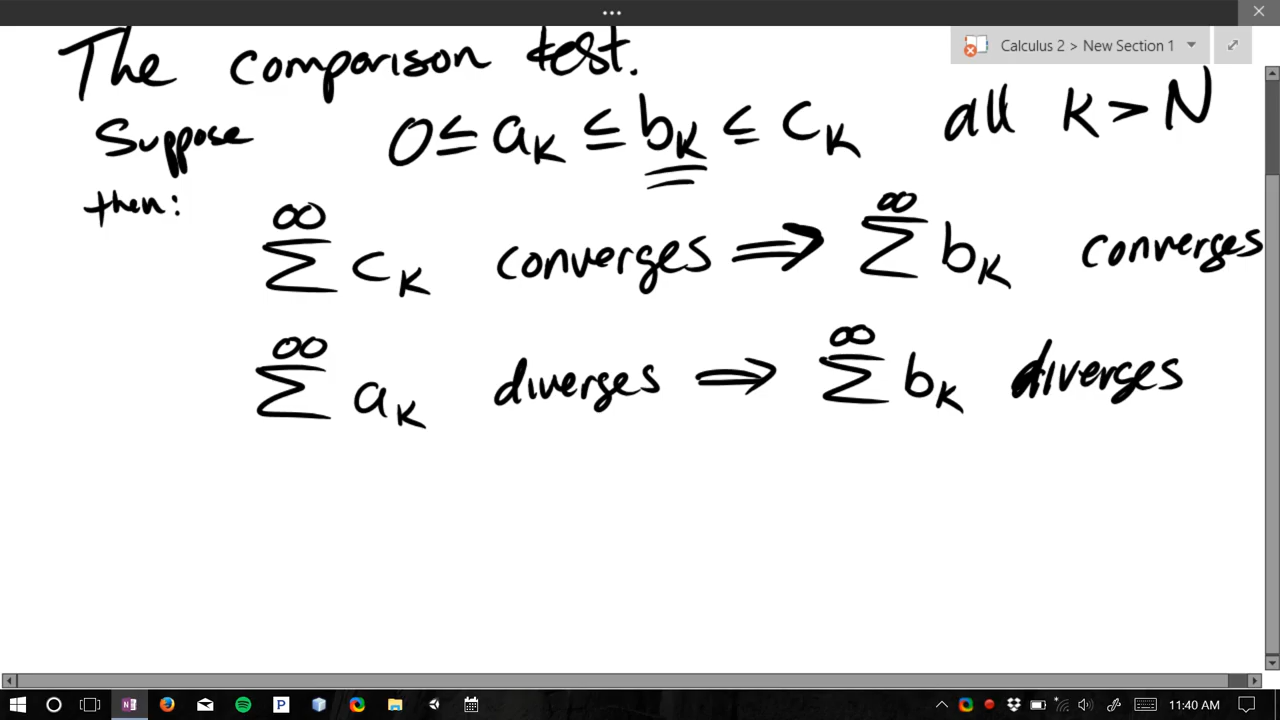 Calculus 2 > New Section 1
The comparison test.
Suppose 0 ≤ a_K ≤ b_K ≤ c_K all K > N
then:
∞ ∑ c_K converges ⟹ ∞ ∑ b_K converges
∞ ∑ a_K diverges ⟹ ∞ ∑ b_K diverges
11:40 AM